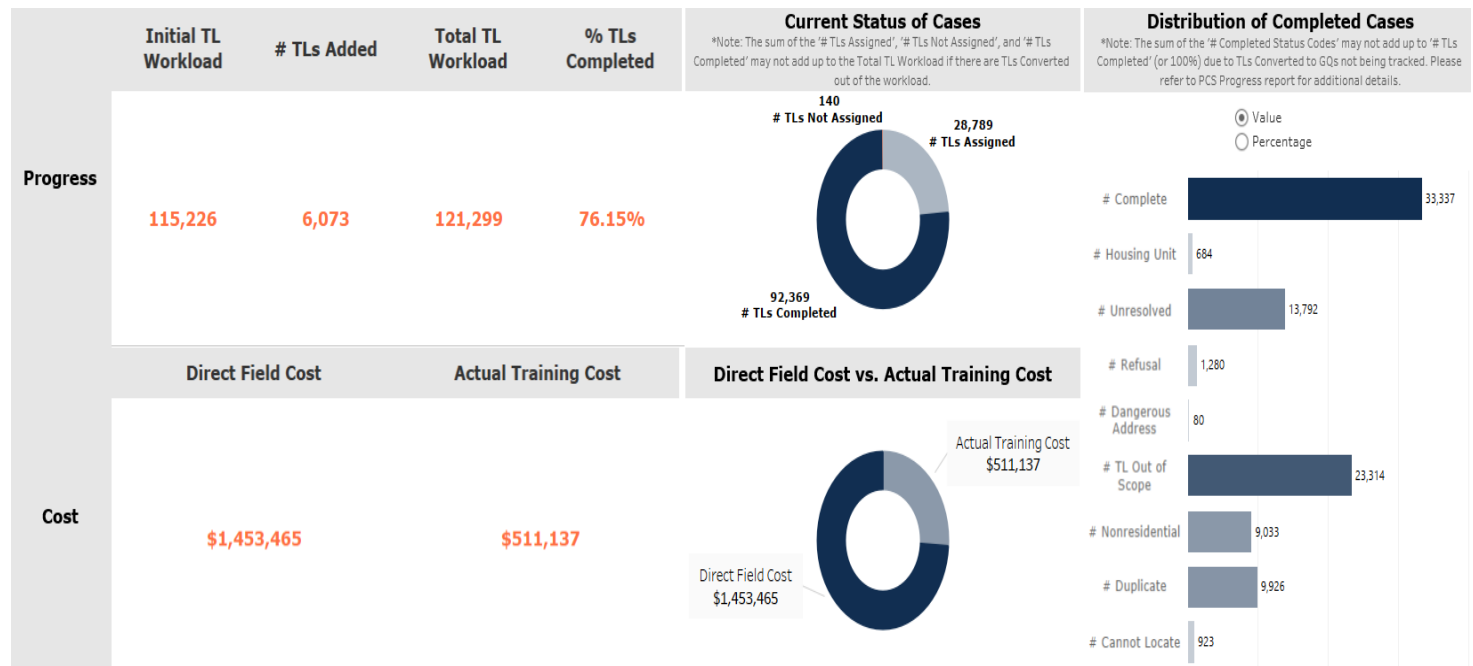 Initial TL
Workload
# TLs Added
Total TL
Workload
% TLs
Completed
Progress
115,226
6,073
121,299
76.15%
Current Status of Cases
*Note: The sum of the '# TLs Assigned', '# TLs Not Assigned', and '# TLs
Completed' may not add up to the Total TL Workload if there are TLs Converted
out of the workload.
140
# TLs Not Assigned
28,789
# TLs Assigned
92,369
# TLs Completed
Distribution of Completed Cases
*Note: The sum of the '# Completed Status Codes' may not add up to '# TLs
Completed' (or 100%) due to TLs Converted to GQs not being tracked. Please
refer to PCS Progress report for additional details.
Value
Percentage
# Complete
33,337
# Housing Unit
684
# Unresolved
13,792
# Refusal
1,280
# Dangerous
Address
80
# TL Out of
Scope
23,314
# Nonresidential
9,033
# Duplicate
9,926
# Cannot Locate
923
Direct Field Cost
Actual Training Cost
Cost
$1,453,465
$511,137
Direct Field Cost vs. Actual Training Cost
Actual Training Cost
$511,137
Direct Field Cost
$1,453,465